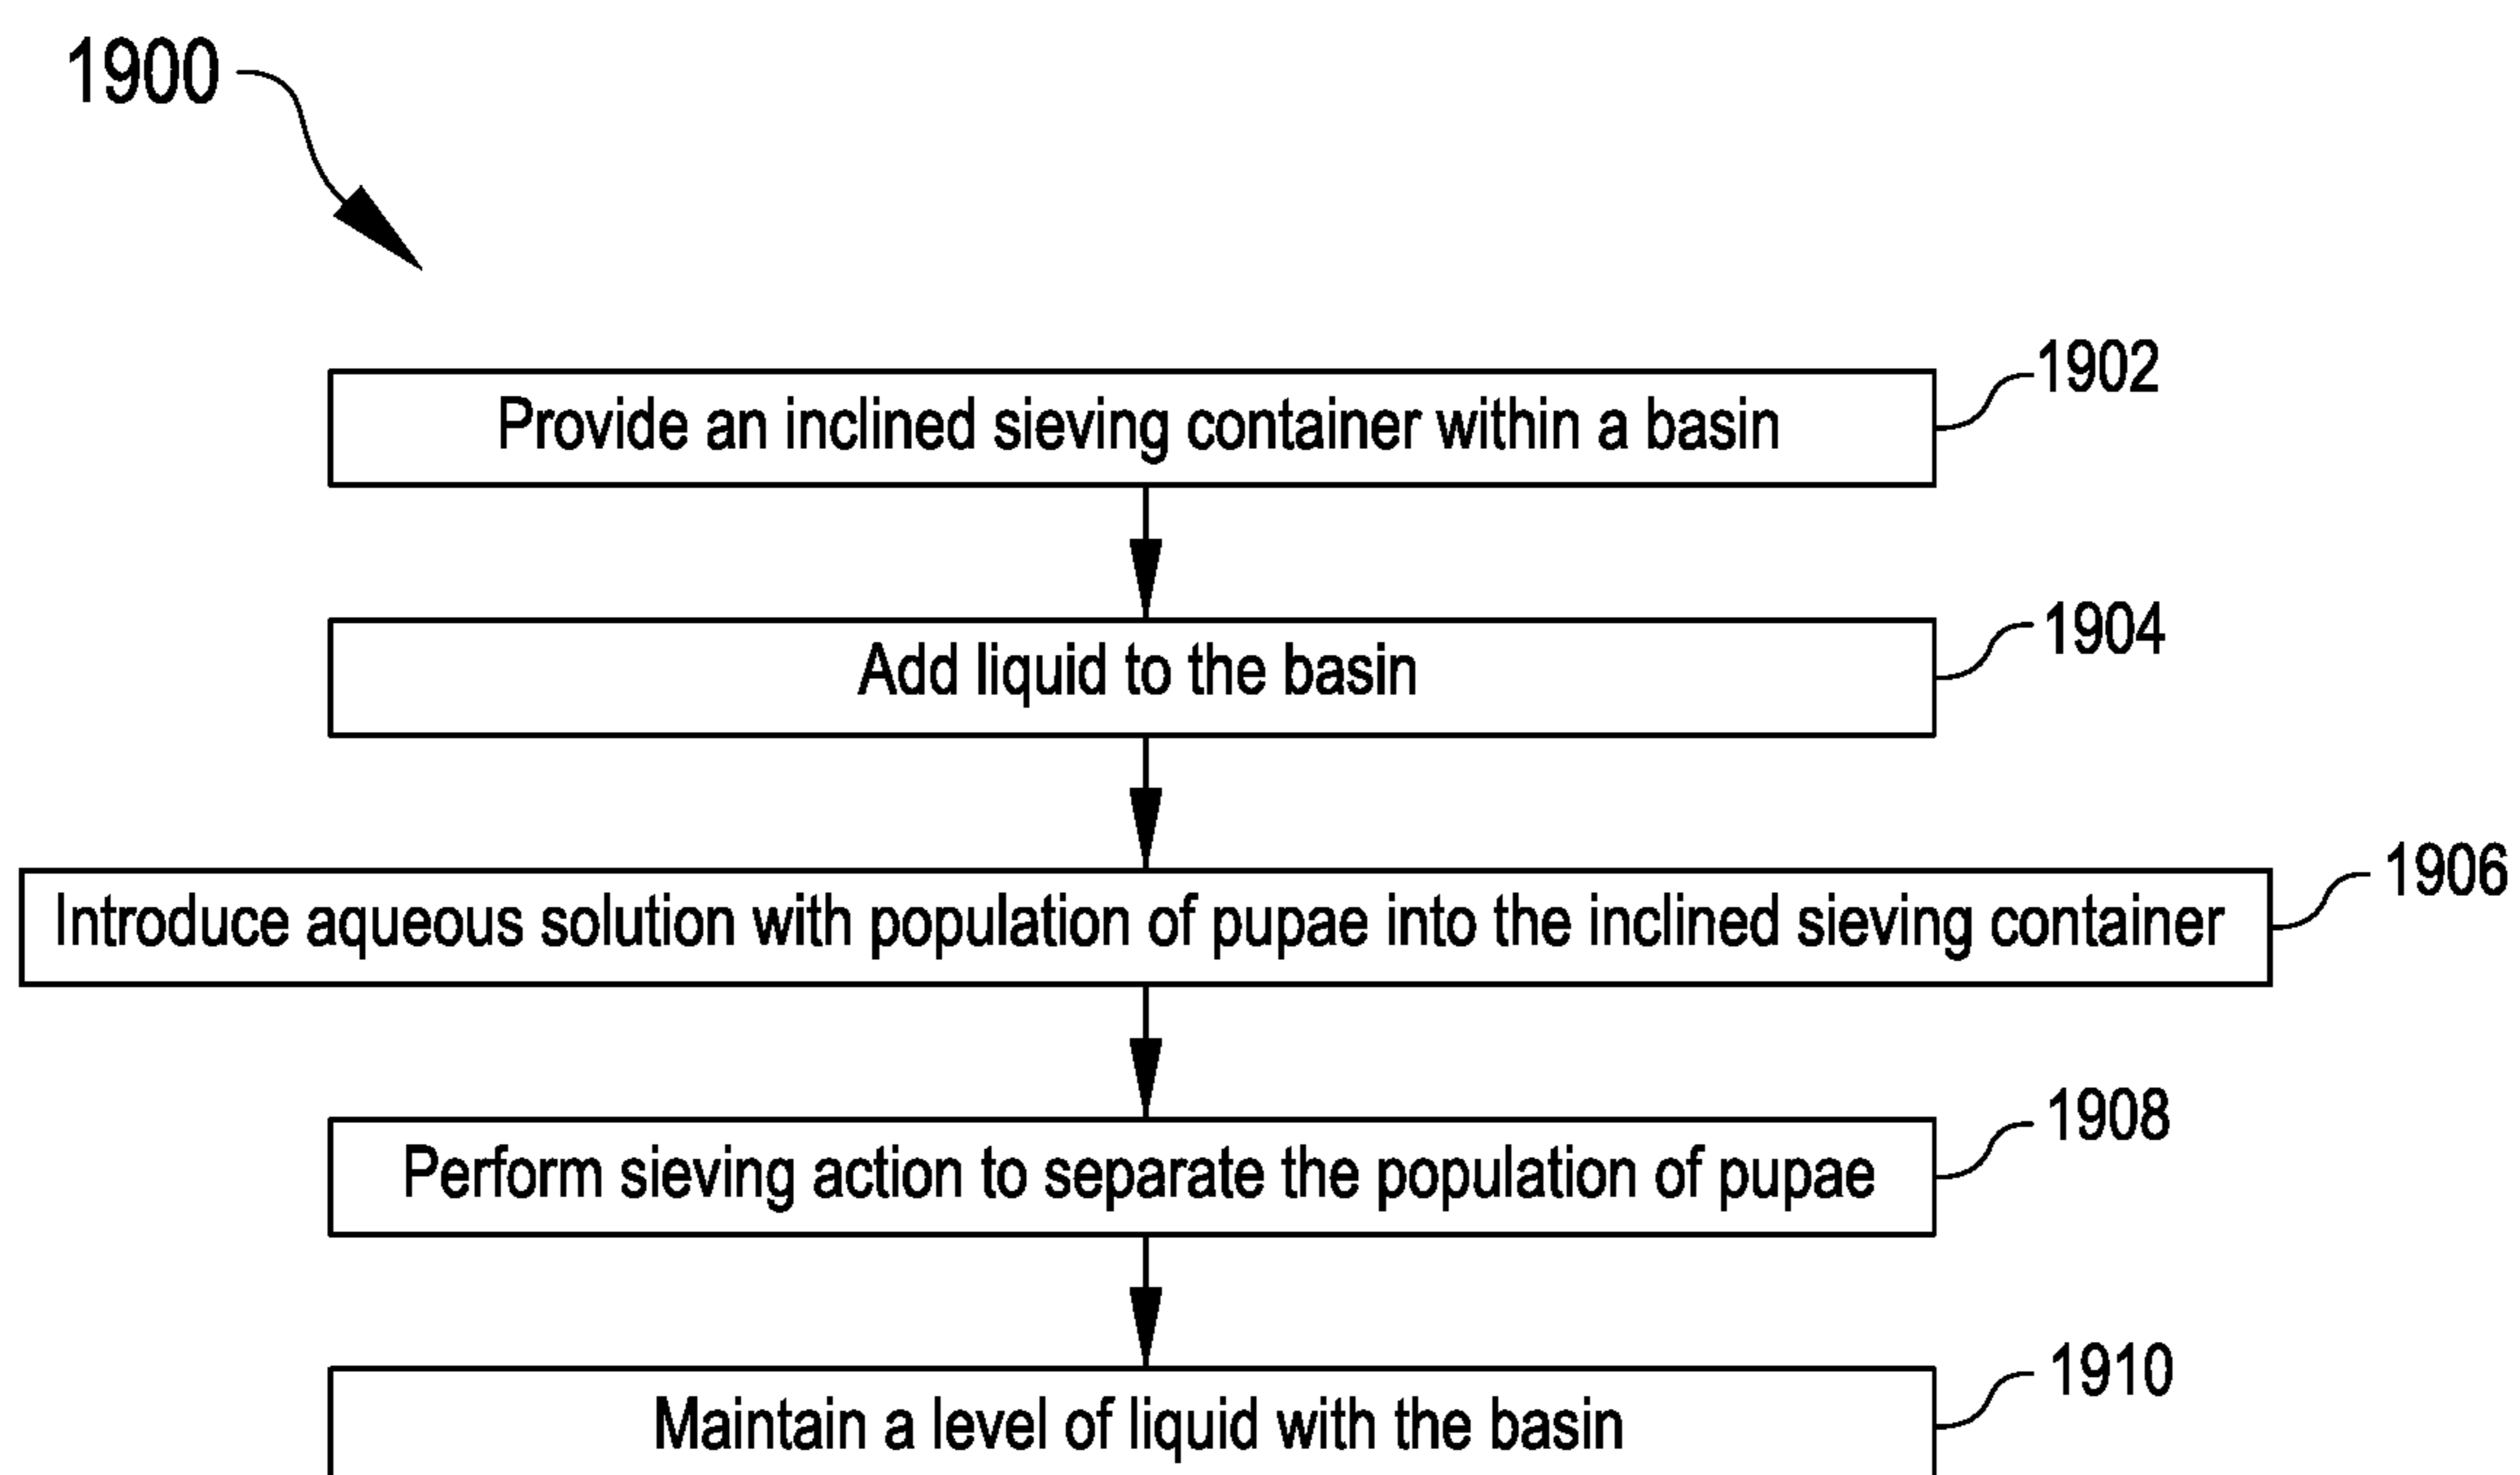 1900
Provide an inclined sieving container within a basin
1902
Add liquid to the basin
1904
Introduce aqueous solution with population of pupae into the inclined sieving container
1906
Perform sieving action to separate the population of pupae
1908
Maintain a level of liquid with the basin
1910